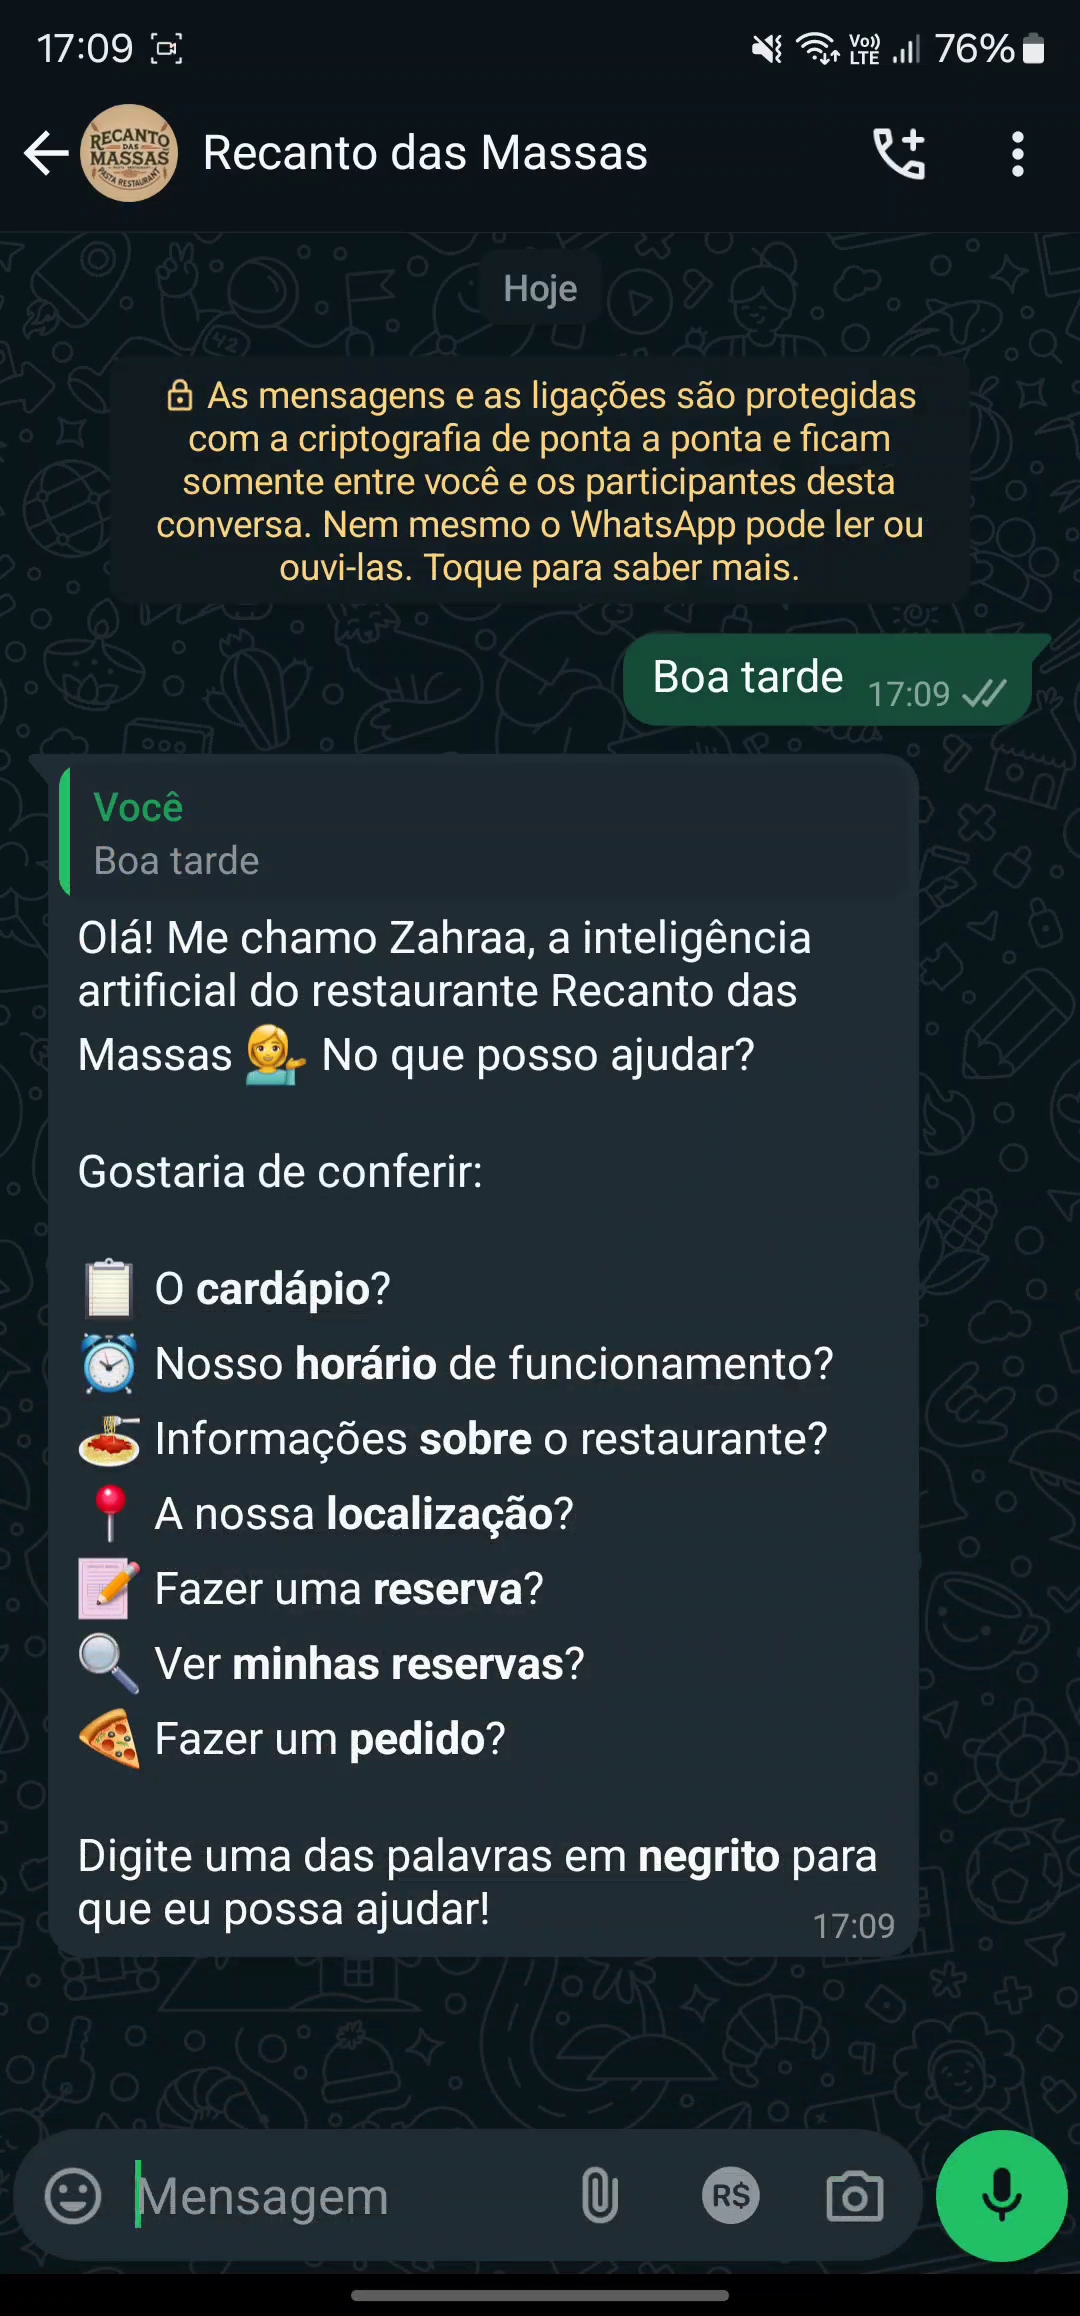 17:09
Vo))
LTE
76%
RECANTO
DAS
MASSAS
PASTA RESTAURANT
Recanto das Massas
Hoje
As mensagens e as ligações são protegidas
com a criptografia de ponta a ponta e ficam
somente entre você e os participantes desta
conversa. Nem mesmo o WhatsApp pode ler ou
ouvi-las. Toque para saber mais.
Boa tarde 17:09
Você
Boa tarde
Olá! Me chamo Zahraa, a inteligência
artificial do restaurante Recanto das
Massas 💁‍♀️ No que posso ajudar?
Gostaria de conferir:
📋 O cardápio?
⏰ Nosso horário de funcionamento?
🍝 Informações sobre o restaurante?
📍 A nossa localização?
📝 Fazer uma reserva?
🔍 Ver minhas reservas?
🍕 Fazer um pedido?
Digite uma das palavras em negrito para
que eu possa ajudar!
17:09
Mensagem
R$